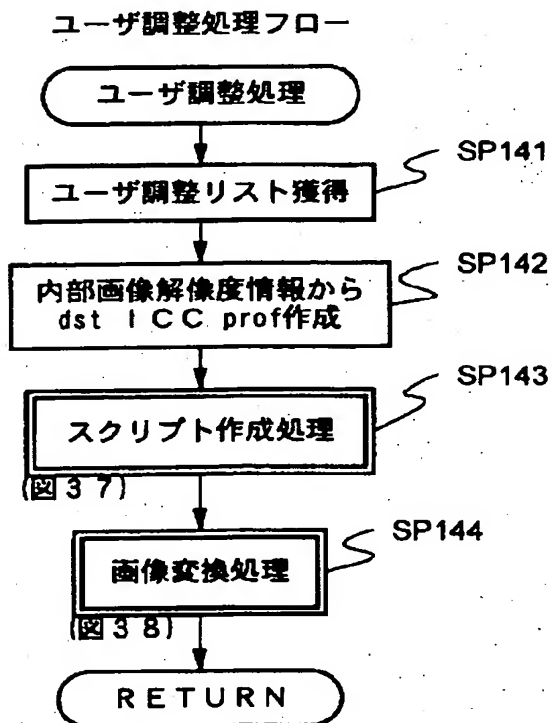 ユーザ調整処理フロー
ユーザ調整処理
SP141
ユーザ調整リスト獲得
SP142
内部画像解像度情報から
dst ICC prof作成
SP143
スクリプト作成処理
(図37)
SP144
画像変換処理
(図38)
RETURN